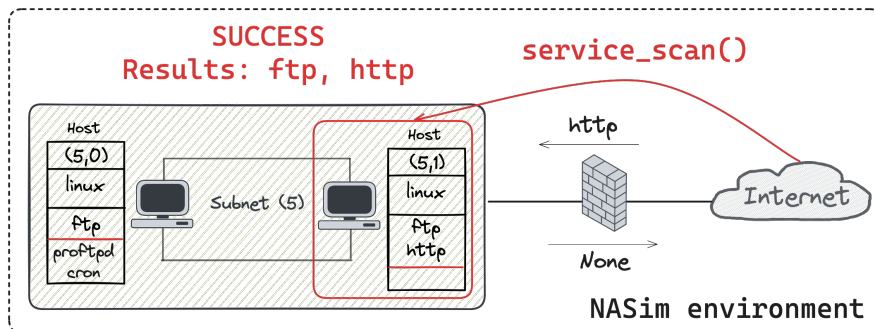 SUCCESS
Results: ftp, http
service_scan()
Host
(5,0)
linux
ftp
proftpd
cron
Subnet (5)
Host
(5,1)
linux
ftp
http
http
None
Internet
NASim environment